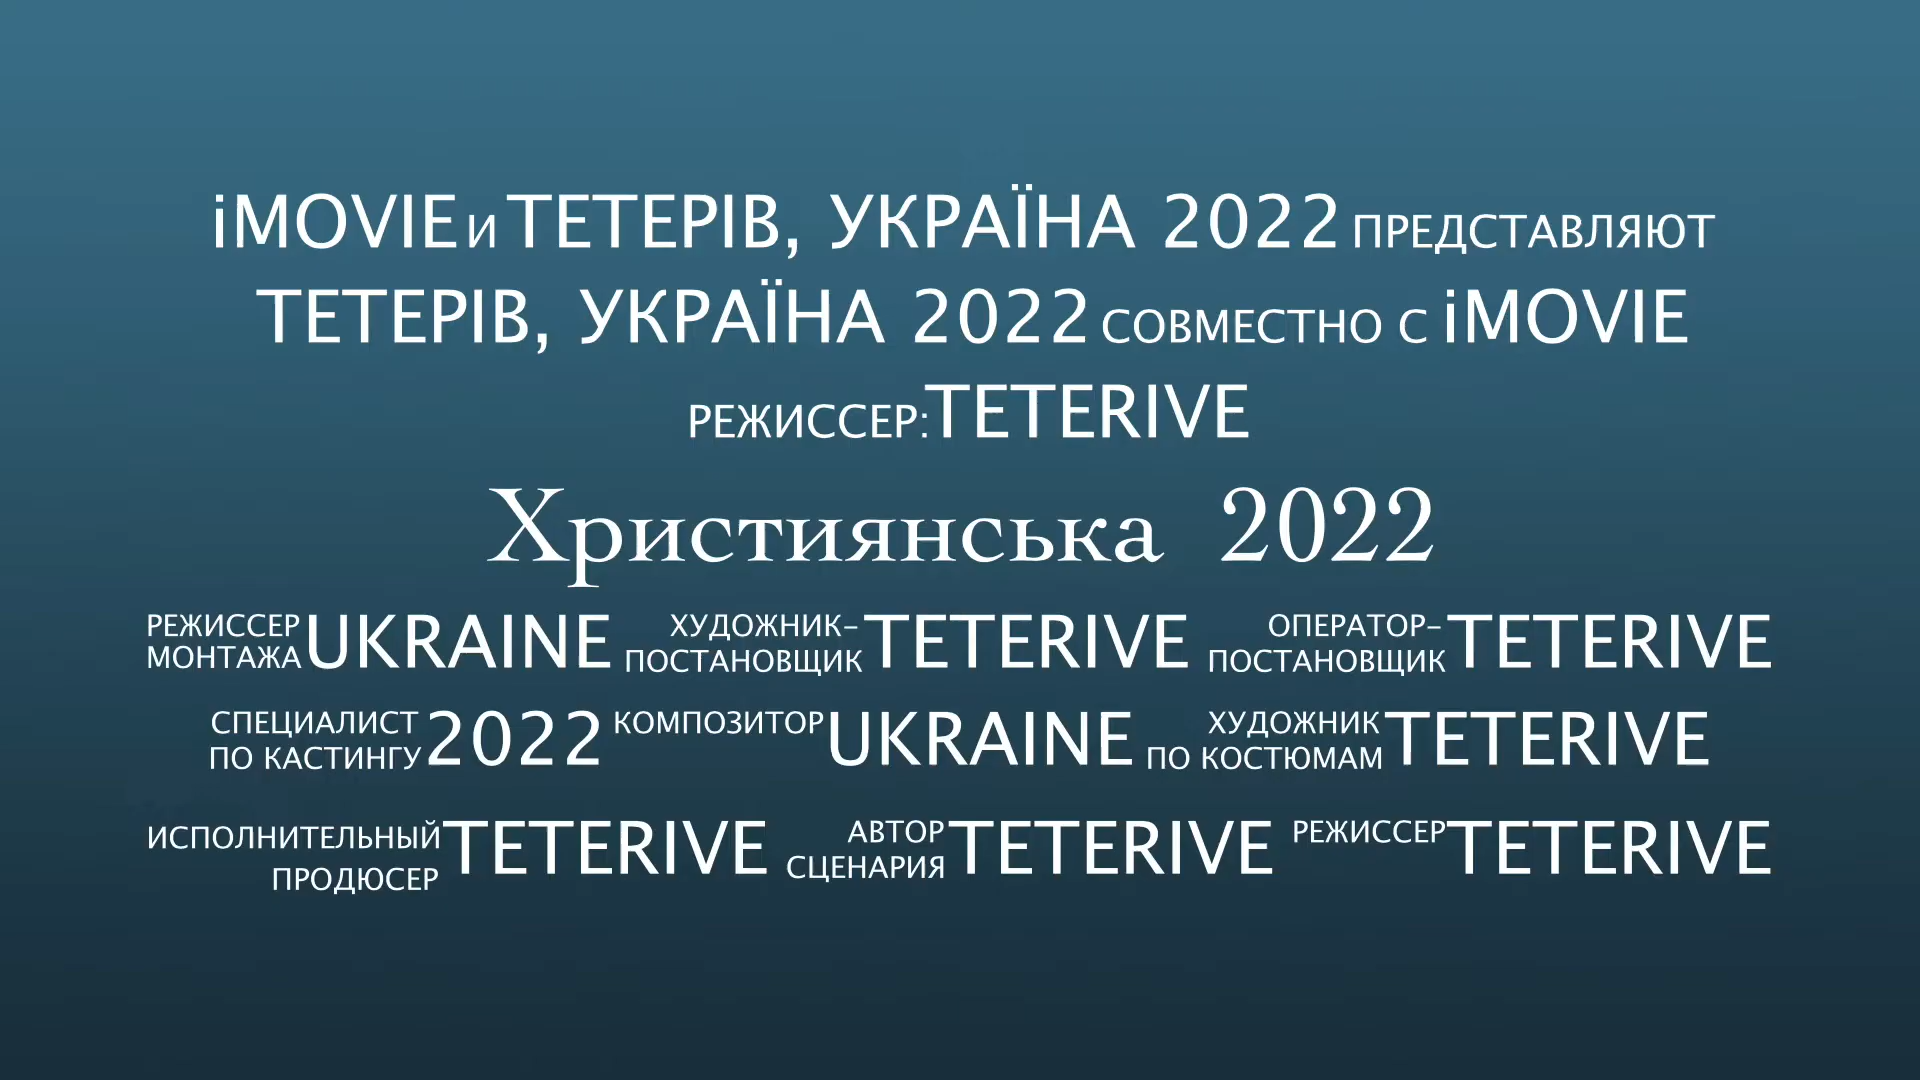 iMOVIE И ТЕТЕРІВ, УКРАЇНА 2022 ПРЕДСТАВЛЯЮТ
ТЕТЕРІВ, УКРАЇНА 2022 СОВМЕСТНО С iMOVIE
РЕЖИССЕР: TETERIVE
Християнська 2022
РЕЖИССЕР МОНТАЖА UKRAINE ХУДОЖНИК-ПОСТАНОВЩИК TETERIVE ОПЕРАТОР-ПОСТАНОВЩИК TETERIVE
СПЕЦИАЛИСТ ПО КАСТИНГУ 2022 КОМПОЗИТОР UKRAINE ХУДОЖНИК ПО КОСТЮМАМ TETERIVE
ИСПОЛНИТЕЛЬНЫЙ ПРОДЮСЕР TETERIVE АВТОР СЦЕНАРИЯ TETERIVE РЕЖИССЕР TETERIVE